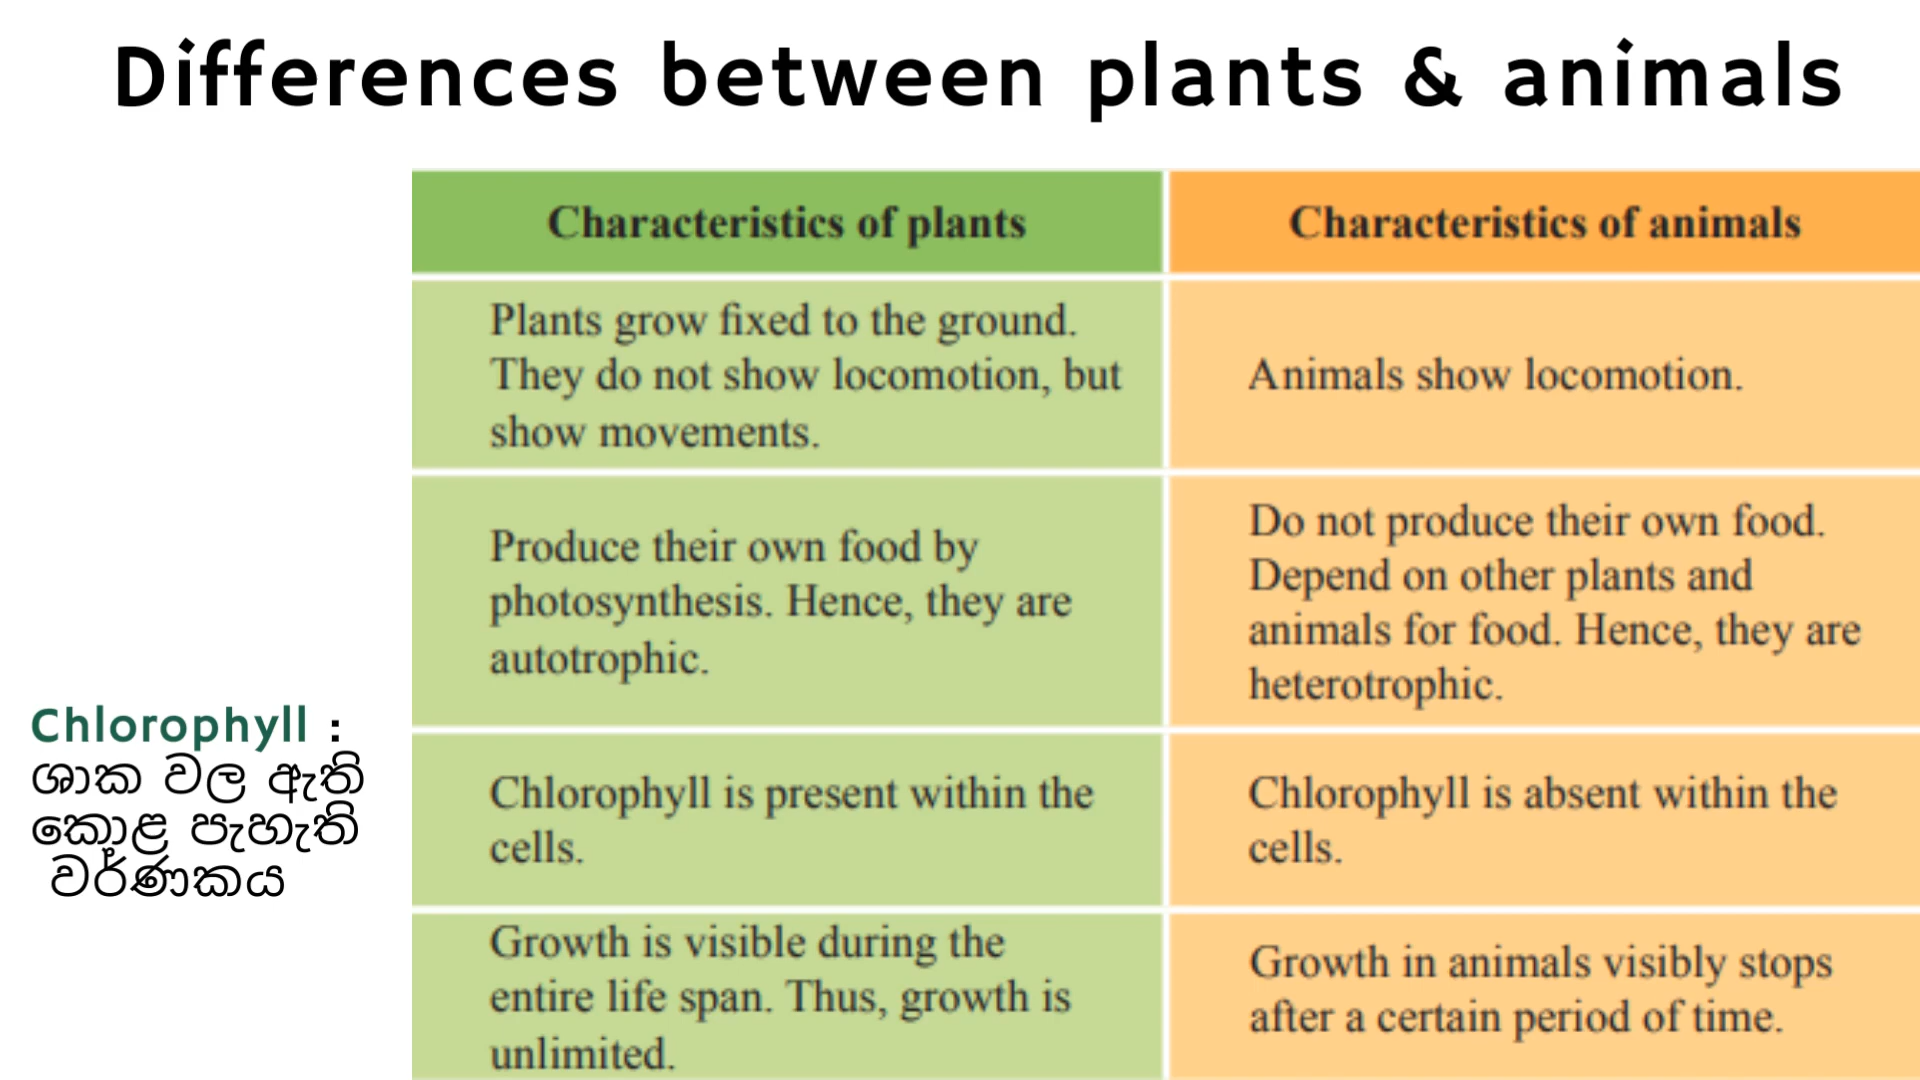 Differences between plants & animals
Characteristics of plants
Characteristics of animals
Plants grow fixed to the ground.
They do not show locomotion, but
show movements.
Animals show locomotion.
Produce their own food by
photosynthesis. Hence, they are
autotrophic.
Do not produce their own food.
Depend on other plants and
animals for food. Hence, they are
heterotrophic.
Chlorophyll :
ශාක වල ඇති
කොළ පැහැති
වර්ණකය
Chlorophyll is present within the
cells.
Chlorophyll is absent within the
cells.
Growth is visible during the
entire life span. Thus, growth is
unlimited.
Growth in animals visibly stops
after a certain period of time.